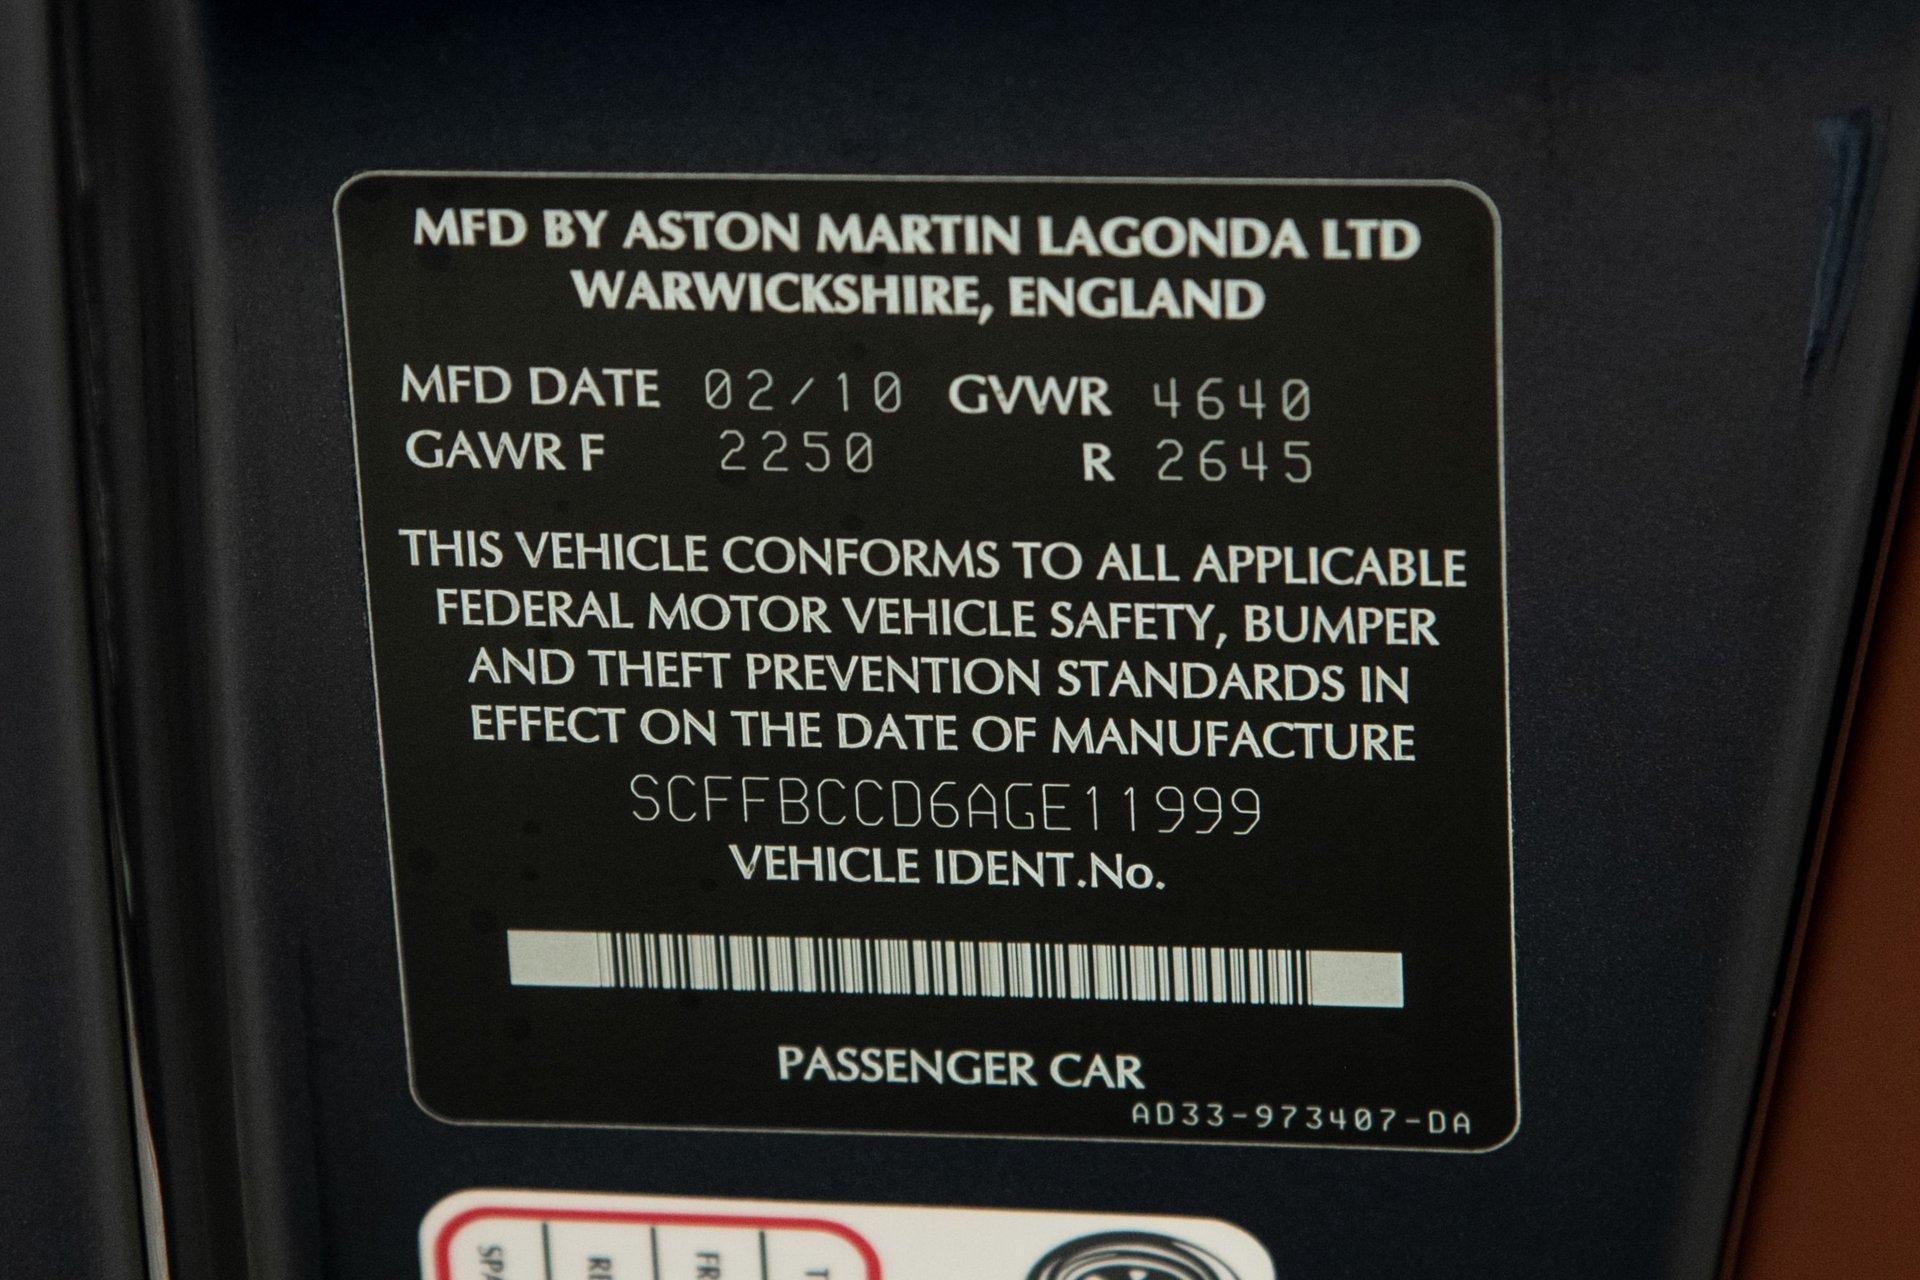 MFD BY ASTON MARTIN LAGONDA LTD
WARWICKSHIRE, ENGLAND
MFD DATE 02/10 GVWR 4640
GAWR F 2250 R 2645
THIS VEHICLE CONFORMS TO ALL APPLICABLE
FEDERAL MOTOR VEHICLE SAFETY, BUMPER
AND THEFT PREVENTION STANDARDS IN
EFFECT ON THE DATE OF MANUFACTURE
SCFFBCCD6AGE11999
VEHICLE IDENT.No.
PASSENGER CAR
AD33-973407-DA